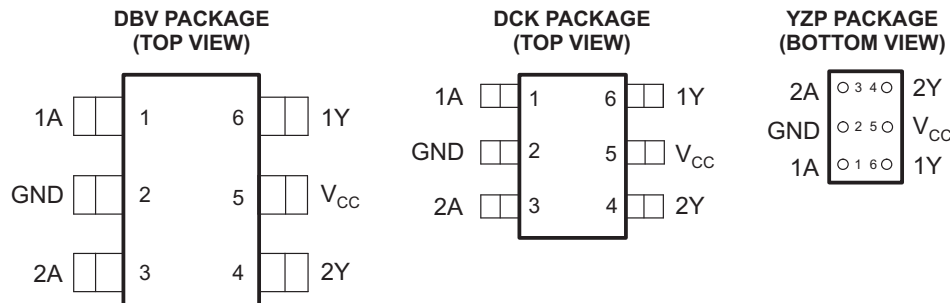 DBV PACKAGE
(TOP VIEW)
1A 1 6 1Y
GND 2 5 VCC
2A 3 4 2Y
DCK PACKAGE
(TOP VIEW)
1A 1 6 1Y
GND 2 5 VCC
2A 3 4 2Y
YZP PACKAGE
(BOTTOM VIEW)
2A 3 4 2Y
GND 2 5 VCC
1A 1 6 1Y